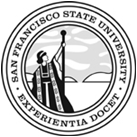 SAN FRANCISCO STATE UNIVERSITY
EXPERIENTIA DOCET